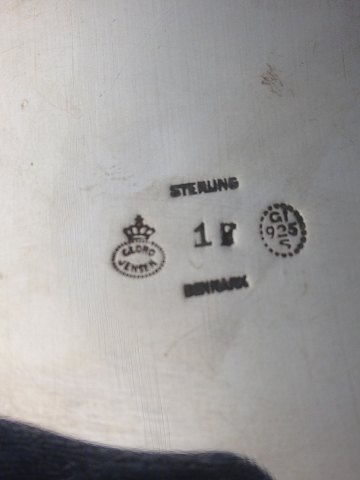 STERLING
GEORG
JENSEN
1
GI
925
S
DENMARK